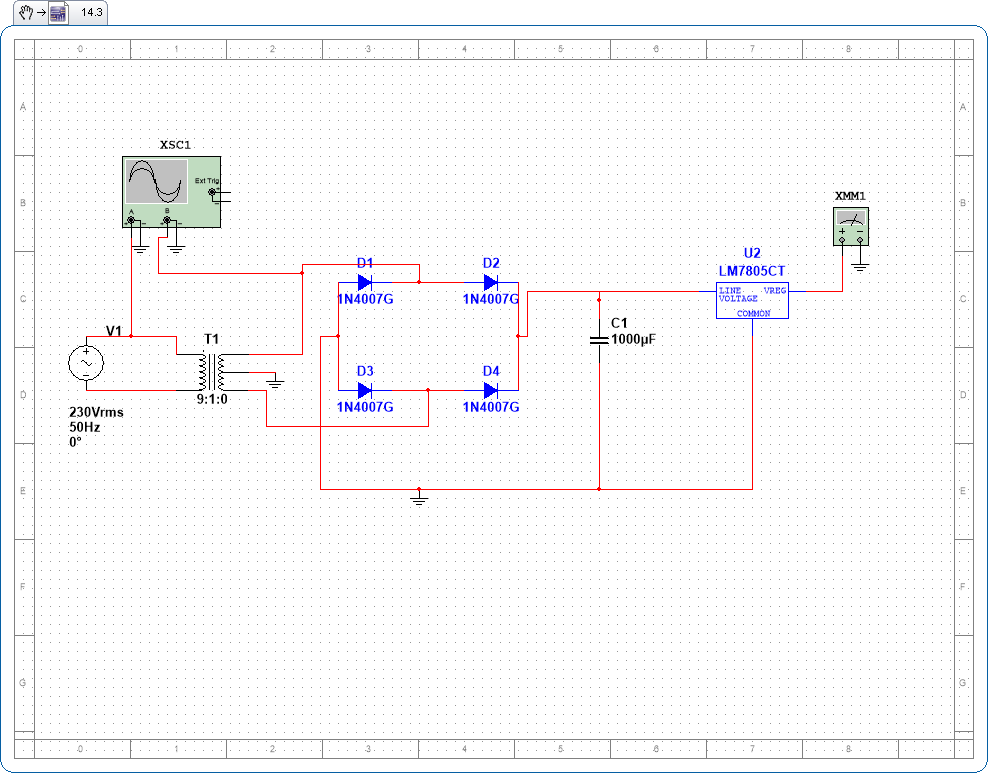 14.3
0 1 2 3 4 5 6 7 8
A A
XSC1
Ext Trig
+
−
A B
+ − + −
B B
XMM1
+ −
U2
LM7805CT
LINE VREG
VOLTAGE
COMMON
D1 D2
1N4007G 1N4007G
C C
C1
1000µF
V1
+
−
T1
9:1:0
230Vrms
50Hz
0°
D3 D4
1N4007G 1N4007G
D D
E E
F F
G G
0 1 2 3 4 5 6 7 8